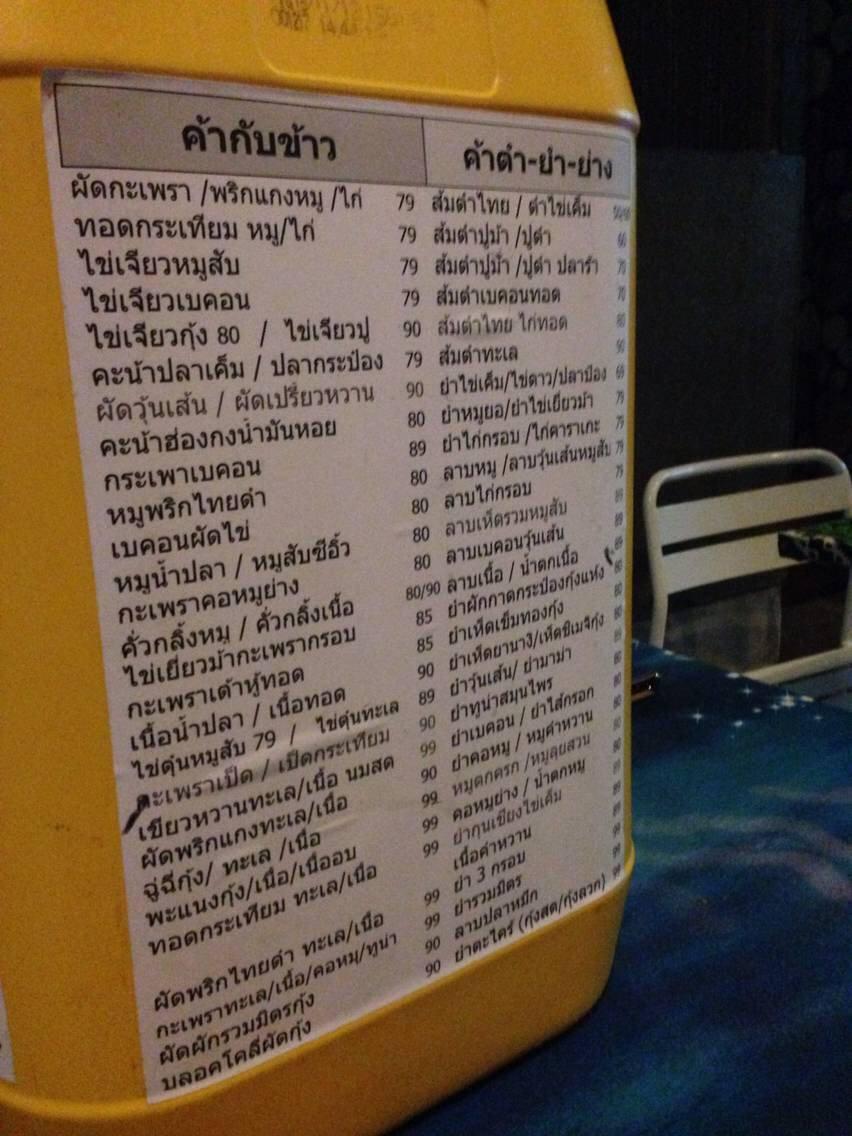 ค้ากับข้าว
ผัดกะเพรา /พริกแกงหมู /ไก่ 79
ทอดกระเทียม หมู/ไก่ 79
ไข่เจียวหมูสับ 79
ไข่เจียวเบคอน 79
ไข่เจียวกุ้ง 80 / ไข่เจียวปู 90
คะน้าปลาเค็ม / ปลากระป๋อง 79
ผัดวุ้นเส้น / ผัดเปรี้ยวหวาน 90
คะน้าฮ่องกงน้ำมันหอย 80
กระเพาเบคอน 89
หมูพริกไทยดำ 80
เบคอนผัดไข่ 80
หมูน้ำปลา / หมูสับซีอิ้ว 80
กะเพราคอหมูย่าง 80
คั่วกลิ้งหมู / คั่วกลิ้งเนื้อ 80/90
ไข่เยี่ยวม้ากะเพรากรอบ 85
กะเพราเต้าหู้ทอด 85
เนื้อน้ำปลา / เนื้อทอด 90
ไข่ตุ๋นหมูสับ 79 / ไข่ตุ๋นทะเล 89
กะเพราเป็ด / เป็ดกระเทียม 90
เขียวหวานทะเล/เนื้อ นมสด 99
ผัดพริกแกงทะเล/เนื้อ 90
ฉู่ฉี่กุ้ง/ ทะเล /เนื้อ 99
พะแนงกุ้ง/เนื้อ/เนื้ออบ 99
ทอดกระเทียม ทะเล/เนื้อ 99
ผัดพริกไทยดำ ทะเล/เนื้อ 99
กะเพราทะเล/เนื้อ/คอหมู/ทูน่า 99
ผัดผักรวมมิตรกุ้ง 90
บลอคโคลี่ผัดกุ้ง 90
ค้าตำ-ยำ-ย่าง
ส้มตำไทย / ตำไข่เค็ม
ส้มตำปูม้า /ปูดำ 60
ส้มตำปูม้า /ปูดำ ปลาร้า 70
ส้มตำเบคอนทอด 70
ส้มตำไทย ไก่ทอด 80
ส้มตำทะเล 90
ยำไข่เค็ม/ไข่ดาว/ปลาป๋อง 69
ยำหมูยอ/ยำไข่เยี่ยวม้า 79
ยำไก่กรอบ /ไก่คาราเกะ 79
ลาบหมู /ลาบวุ้นเส้นหมูสับ 79
ลาบไก่กรอบ 79
ลาบเห็ดรวมหมูสับ 89
ลาบเบคอนวุ้นเส้น 89
ลาบเนื้อ / น้ำตกเนื้อ 89
ยำผักกาดกระป๋องกุ้งแห้ง 80
ยำเห็ดเข็มทองกุ้ง 80
ยำเห็ดยานางิ/เห็ดชิเมจิกุ้ง 80
ยำวุ้นเส้น/ ยำมาม่า 89
ยำทูน่าสมุนไพร 80
ยำเบคอน / ยำไส้กรอก 80
ยำคอหมู / หมูคำหวาน 80
หมูตกครก /หมูลุยสวน 80
คอหมูย่าง / น้ำตกหมู 80
ยำกุนเชียงไข่เค็ม 89
เนื้อคำหวาน 89
ยำ 3 กรอบ 89
ยำรวมมิตร 99
ลาบปลาหมึก 99
ยำตะไคร้ (กุ้งสด/กุ้งลวก) 99